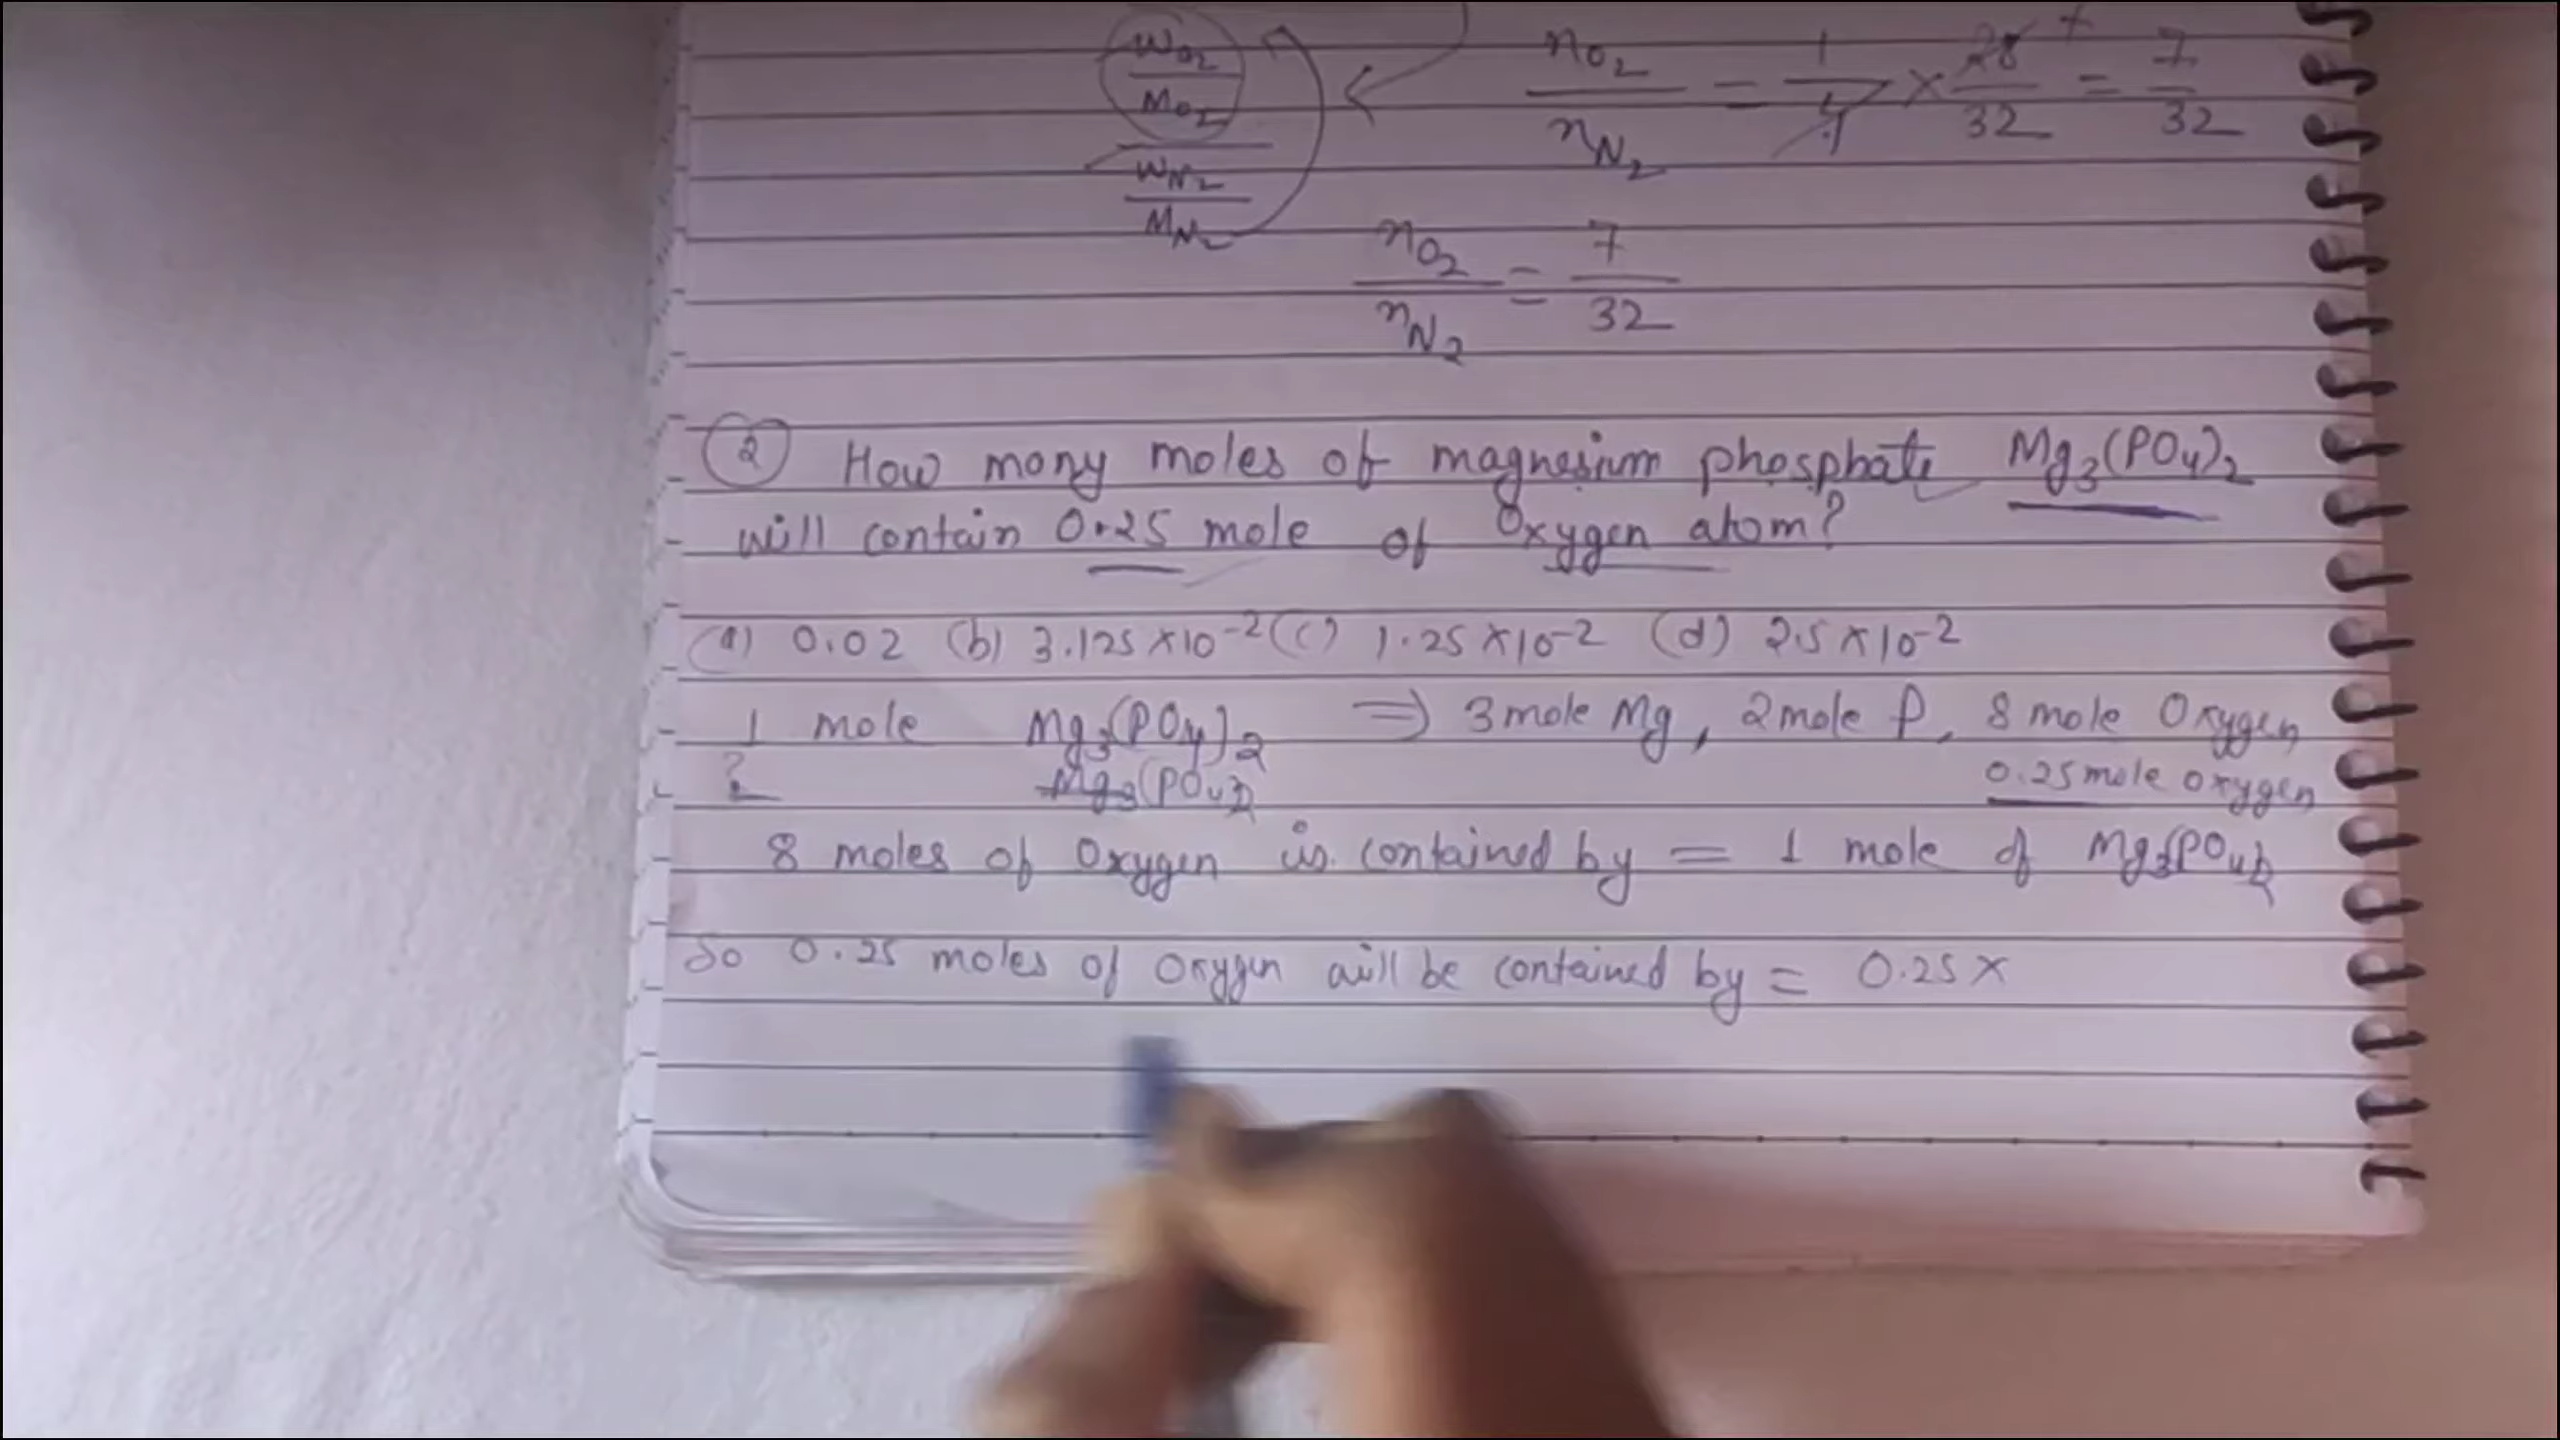 wO2/MO2 / wN2/MN2
nO2/nN2 = 1/4 × 28/32 = 7/32
nO2/nN2 = 7/32
(2) How many moles of magnesium phosphate Mg3(PO4)2
will contain 0.25 mole of Oxygen atom?
(a) 0.02 (b) 3.125 × 10-2 (c) 1.25 × 10-2 (d) 2.5 × 10-2
1 mole Mg3(PO4)2 ⇒ 3 mole Mg, 2 mole P, 8 mole Oxygen
? Mg3(PO4)2 0.25 mole oxygen
8 moles of Oxygen is contained by = 1 mole of Mg3(PO4)2
So 0.25 moles of Oxygen will be contained by = 0.25 ×